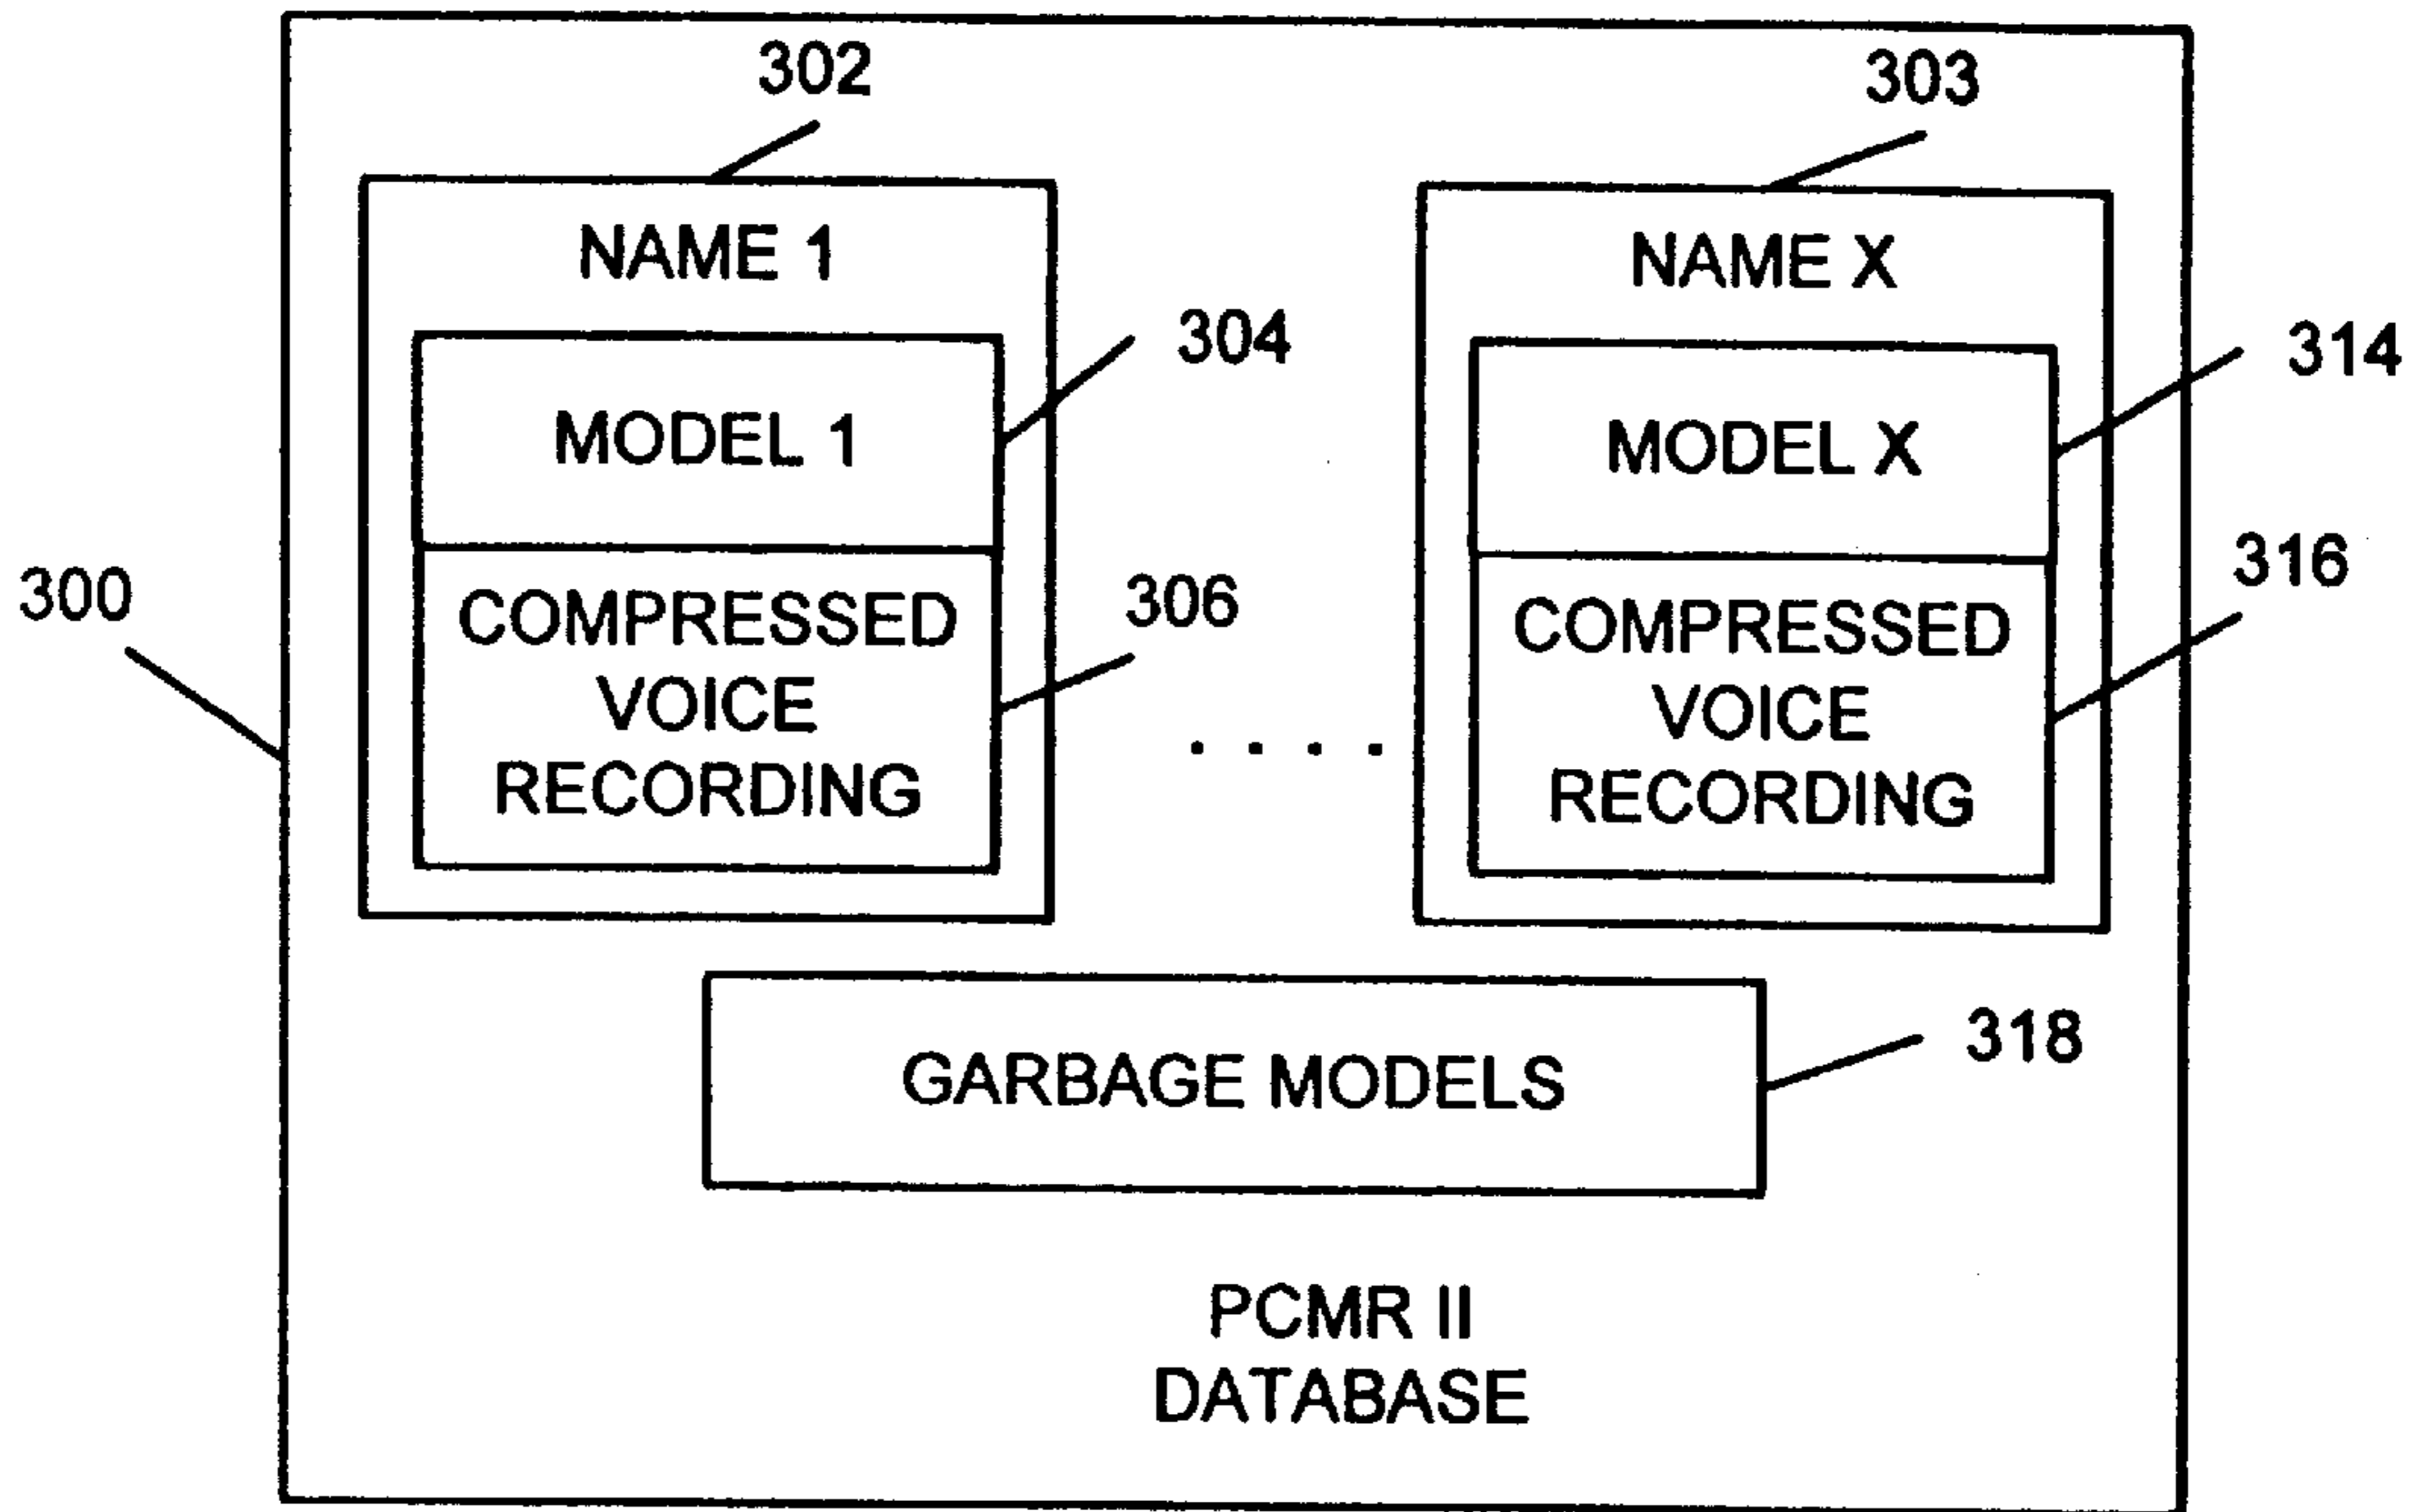 302
303
NAME 1
NAME X
304
314
MODEL 1
MODEL X
300
306
316
COMPRESSED
VOICE
RECORDING
. . . .
COMPRESSED
VOICE
RECORDING
318
GARBAGE MODELS
PCMR II
DATABASE